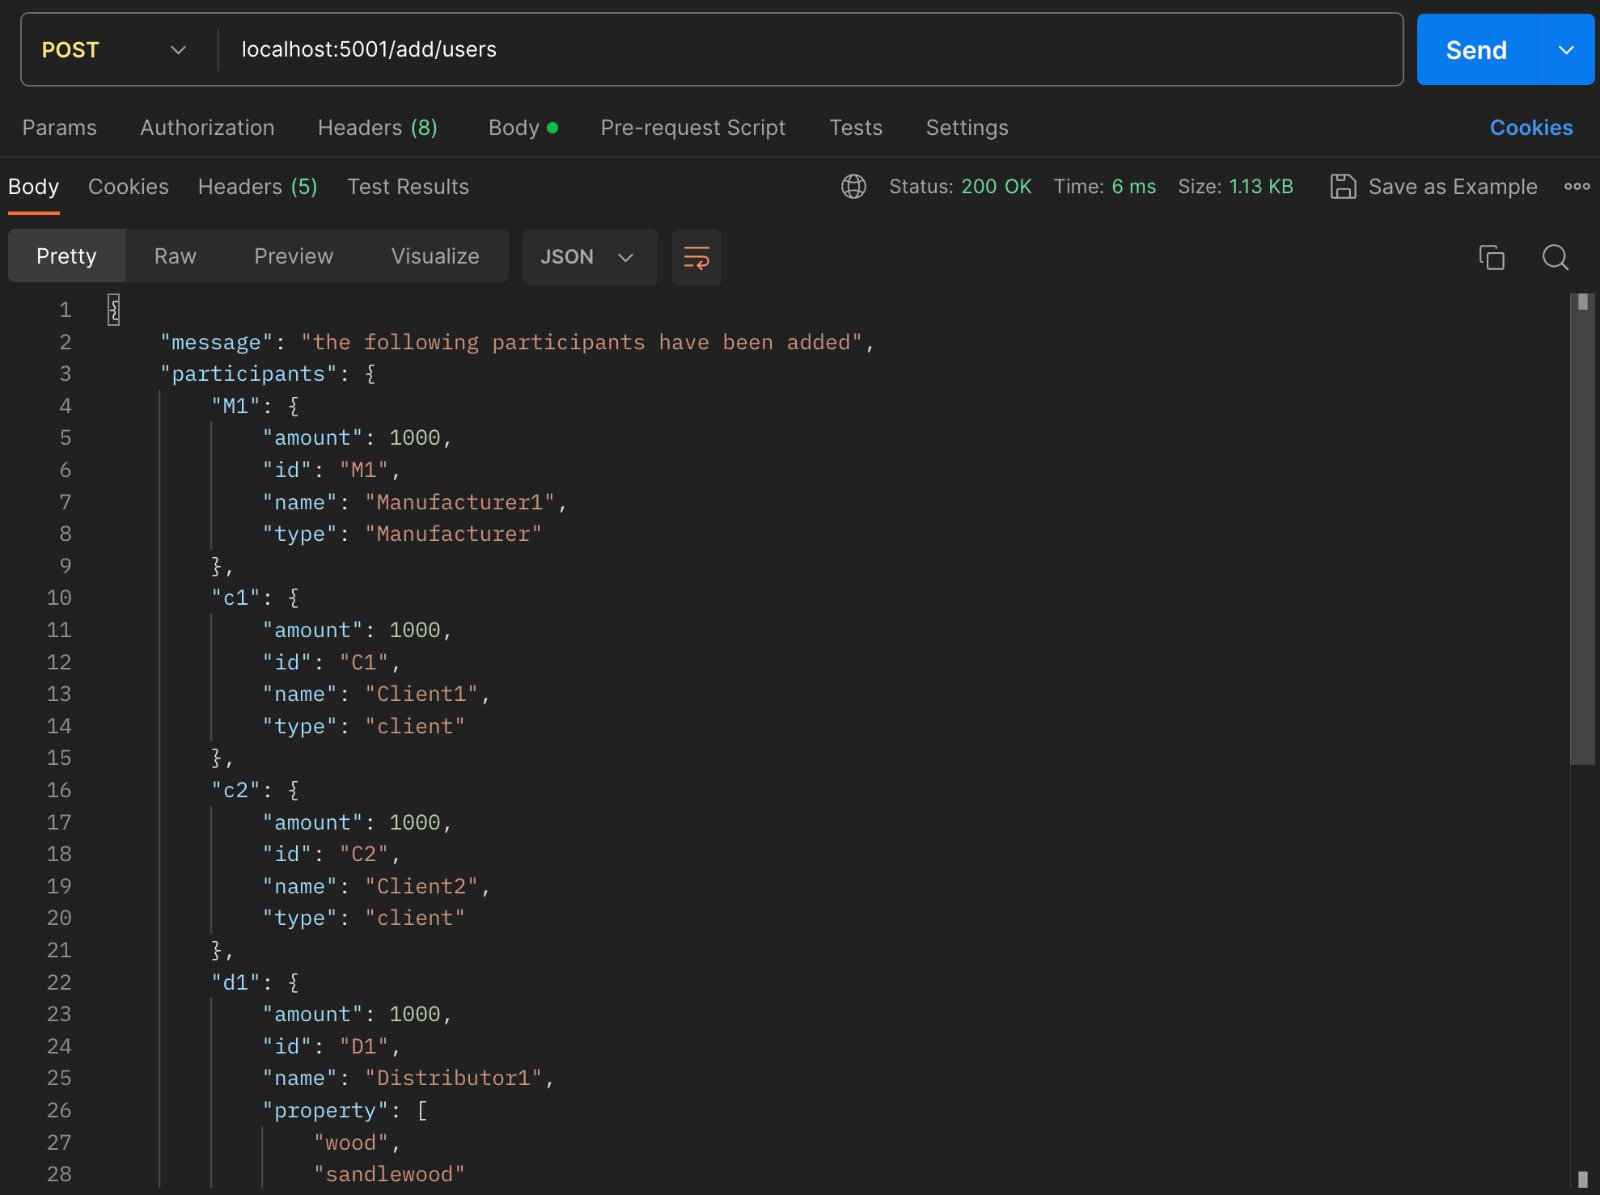 POST localhost:5001/add/users Send
Params Authorization Headers (8) Body Pre-request Script Tests Settings Cookies
Body Cookies Headers (5) Test Results Status: 200 OK Time: 6 ms Size: 1.13 KB Save as Example
Pretty Raw Preview Visualize JSON
1 {
2 "message": "the following participants have been added",
3 "participants": {
4 "M1": {
5 "amount": 1000,
6 "id": "M1",
7 "name": "Manufacturer1",
8 "type": "Manufacturer"
9 },
10 "c1": {
11 "amount": 1000,
12 "id": "C1",
13 "name": "Client1",
14 "type": "client"
15 },
16 "c2": {
17 "amount": 1000,
18 "id": "C2",
19 "name": "Client2",
20 "type": "client"
21 },
22 "d1": {
23 "amount": 1000,
24 "id": "D1",
25 "name": "Distributor1",
26 "property": [
27 "wood",
28 "sandlewood"